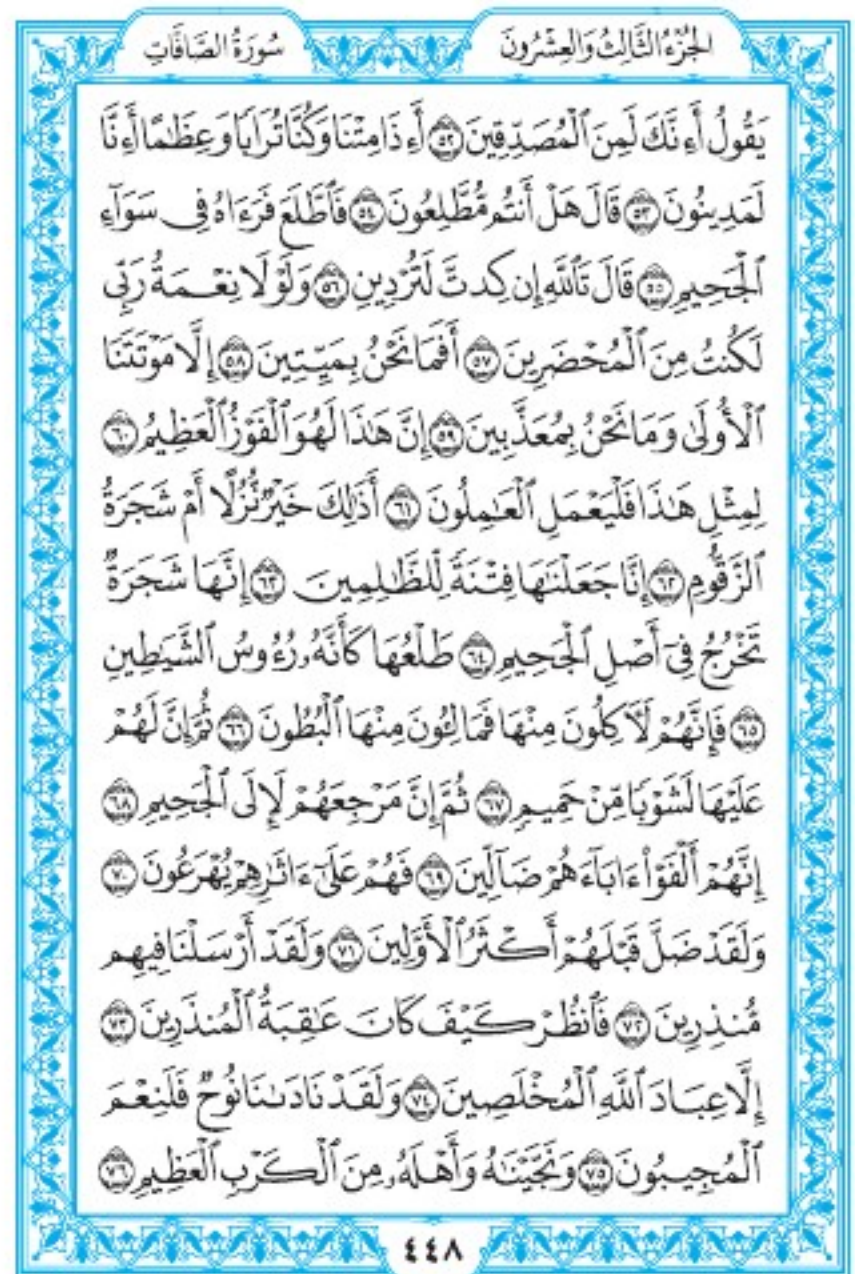 الجُزْءُ الثَّالِثُ وَالعِشْرُونَ
سُورَةُ الصَّافَّاتِ
يَقُولُ أَءِنَّكَ لَمِنَ ٱلْمُصَدِّقِينَ ٥٢ أَءِذَا مِتْنَا وَكُنَّا تُرَابًا وَعِظَٰمًا أَءِنَّا
لَمَدِينُونَ ٥٣ قَالَ هَلْ أَنتُم مُّطَّلِعُونَ ٥٤ فَٱطَّلَعَ فَرَءَاهُ فِى سَوَآءِ
ٱلْجَحِيمِ ٥٥ قَالَ تَٱللَّهِ إِن كِدتَّ لَتُرْدِينِ ٥٦ وَلَوْلَا نِعْمَةُ رَبِّى
لَكُنتُ مِنَ ٱلْمُحْضَرِينَ ٥٧ أَفَمَا نَحْنُ بِمَيِّتِينَ ٥٨ إِلَّا مَوْتَتَنَا
ٱلْأُولَىٰ وَمَا نَحْنُ بِمُعَذَّبِينَ ٥٩ إِنَّ هَٰذَا لَهُوَ ٱلْفَوْزُ ٱلْعَظِيمُ ٦٠
لِمِثْلِ هَٰذَا فَلْيَعْمَلِ ٱلْعَٰمِلُونَ ٦١ أَذَٰلِكَ خَيْرٌ نُّزُلًا أَمْ شَجَرَةُ
ٱلزَّقُّومِ ٦٢ إِنَّا جَعَلْنَٰهَا فِتْنَةً لِّلظَّٰلِمِينَ ٦٣ إِنَّهَا شَجَرَةٌ
تَخْرُجُ فِىٓ أَصْلِ ٱلْجَحِيمِ ٦٤ طَلْعُهَا كَأَنَّهُۥ رُءُوسُ ٱلشَّيَٰطِينِ
٦٥ فَإِنَّهُمْ لَءَاكِلُونَ مِنْهَا فَمَالِـُٔونَ مِنْهَا ٱلْبُطُونَ ٦٦ ثُمَّ إِنَّ لَهُمْ
عَلَيْهَا لَشَوْبًا مِّنْ حَمِيمٍ ٦٧ ثُمَّ إِنَّ مَرْجِعَهُمْ لَإِلَى ٱلْجَحِيمِ ٦٨
إِنَّهُمْ أَلْفَوْا۟ ءَابَآءَهُمْ ضَآلِّينَ ٦٩ فَهُمْ عَلَىٰٓ ءَاثَٰرِهِمْ يُهْرَعُونَ ٧٠
وَلَقَدْ ضَلَّ قَبْلَهُمْ أَكْثَرُ ٱلْأَوَّلِينَ ٧١ وَلَقَدْ أَرْسَلْنَا فِيهِم
مُّنذِرِينَ ٧٢ فَٱنظُرْ كَيْفَ كَانَ عَٰقِبَةُ ٱلْمُنذَرِينَ ٧٣
إِلَّا عِبَادَ ٱللَّهِ ٱلْمُخْلَصِينَ ٧٤ وَلَقَدْ نَادَىٰنَا نُوحٌ فَلَنِعْمَ
ٱلْمُجِيبُونَ ٧٥ وَنَجَّيْنَٰهُ وَأَهْلَهُۥ مِنَ ٱلْكَرْبِ ٱلْعَظِيمِ ٧٦
٤٤٨